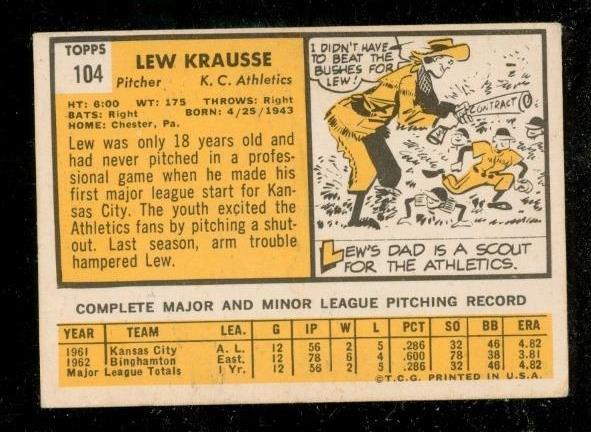 TOPPS
104
LEW KRAUSSE
Pitcher K. C. Athletics
HT: 6:00 WT: 175 THROWS: Right
BATS: Right BORN: 4/25/1943
HOME: Chester, Pa.
Lew was only 18 years old and
had never pitched in a profes-
sional game when he made his
first major league start for Kan-
sas City. The youth excited the
Athletics fans by pitching a shut-
out. Last season, arm trouble
hampered Lew.
I DIDN'T HAVE
TO BEAT THE
BUSHES FOR
LEW!
CONTRACT
LEW'S DAD IS A SCOUT
FOR THE ATHLETICS.
COMPLETE MAJOR AND MINOR LEAGUE PITCHING RECORD
YEAR TEAM LEA. G IP W L PCT SO BB ERA
1961 Kansas City A. L. 12 56 2 5 .286 32 46 4.82
1962 Binghamton East. 12 78 6 4 .600 78 38 3.81
Major League Totals 1 Yr. 12 56 2 5 .286 32 46 4.82
©T.C.G. PRINTED IN U.S.A.